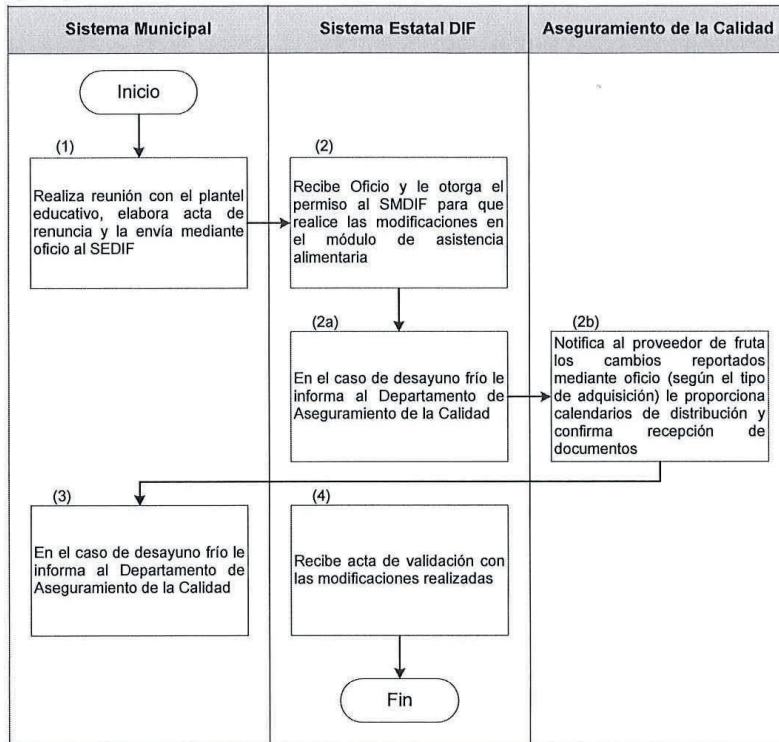 Sistema Municipal
Sistema Estatal DIF
Aseguramiento de la Calidad
Inicio
(1)
Realiza reunión con el plantel
educativo, elabora acta de
renuncia y la envía mediante
oficio al SEDIF
(2)
Recibe Oficio y le otorga el
permiso al SMDIF para que
realice las modificaciones en
el módulo de asistencia
alimentaria
(2a)
En el caso de desayuno frío le
informa al Departamento de
Aseguramiento de la Calidad
(2b)
Notifica al proveedor de fruta
los cambios reportados
mediante oficio (según el tipo
de adquisición) le proporciona
calendarios de distribución y
confirma recepción de
documentos
(3)
En el caso de desayuno frío le
informa al Departamento de
Aseguramiento de la Calidad
(4)
Recibe acta de validación con
las modificaciones realizadas
Fin